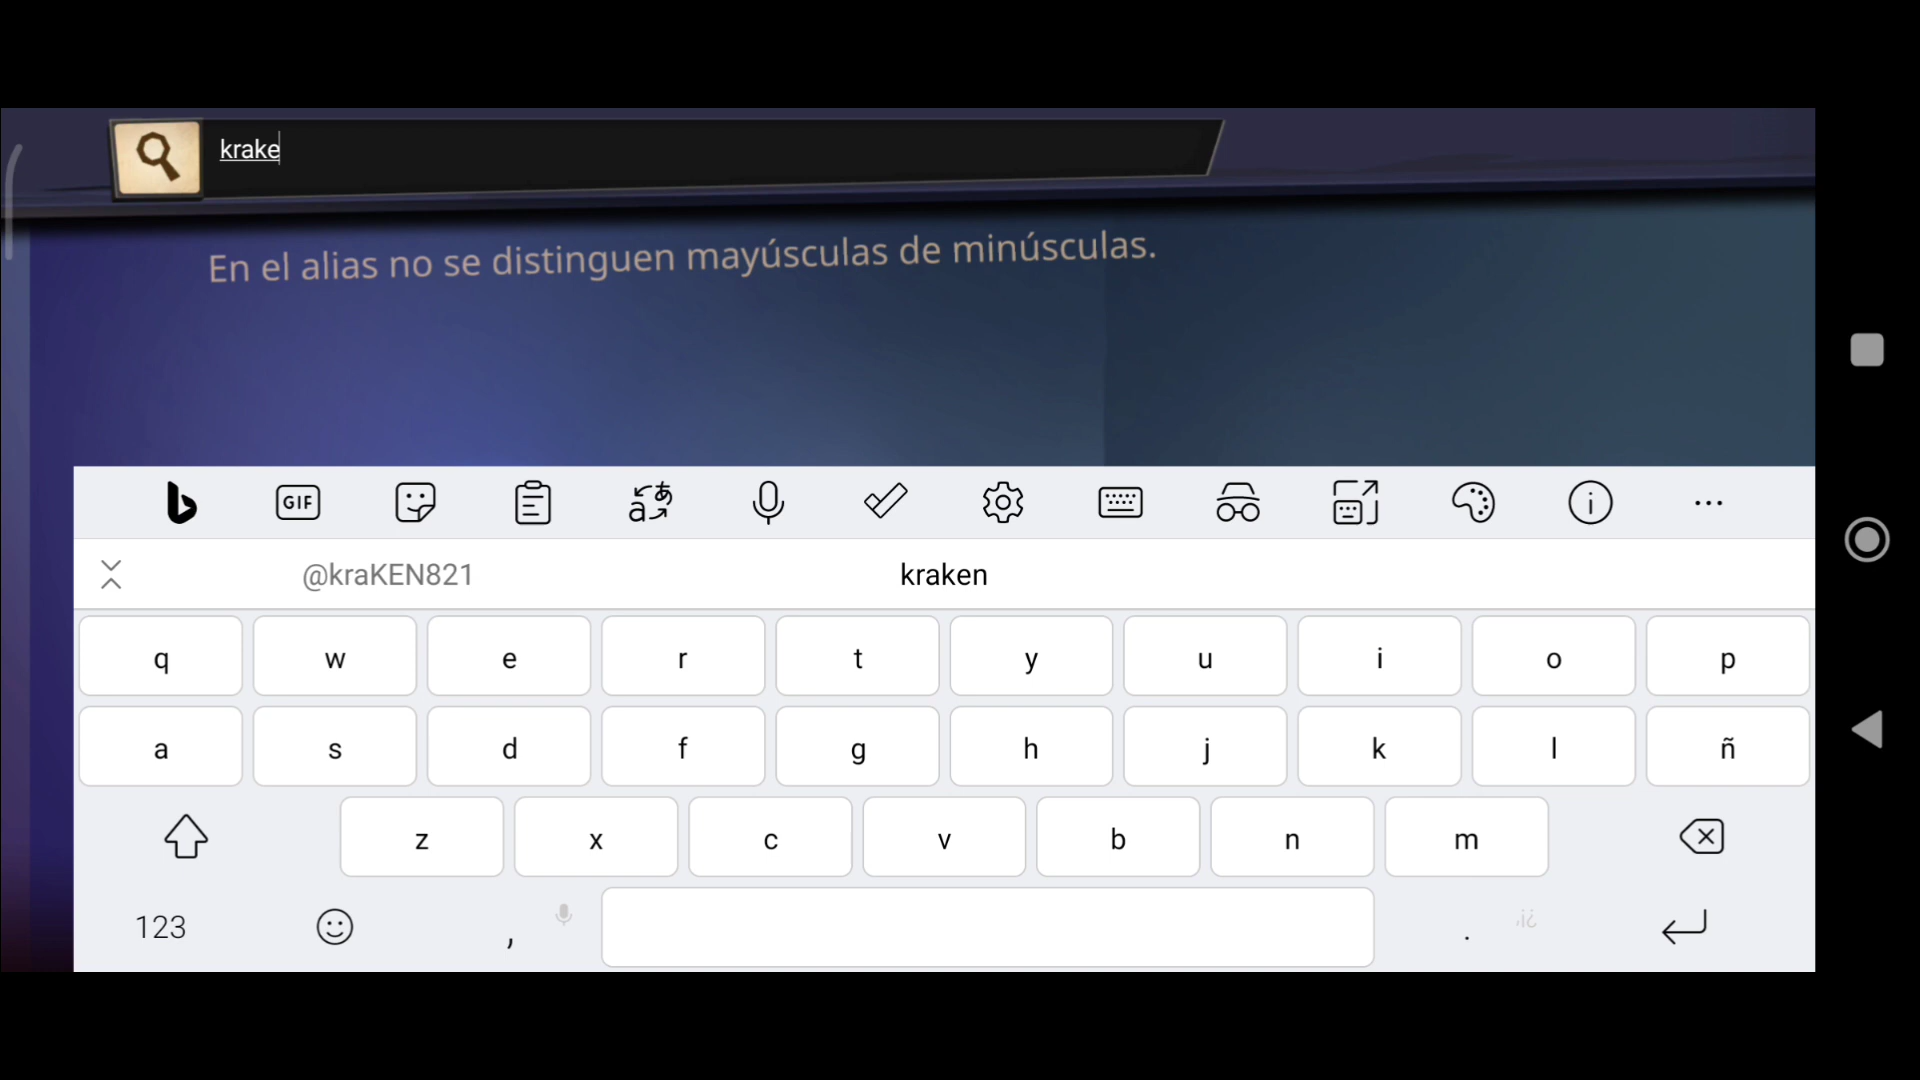 krake
En el alias no se distinguen mayúsculas de minúsculas.
GIF
@kraKEN821 kraken
q w e r t y u i o p
a s d f g h j k l ñ
z x c v b n m
123 , .